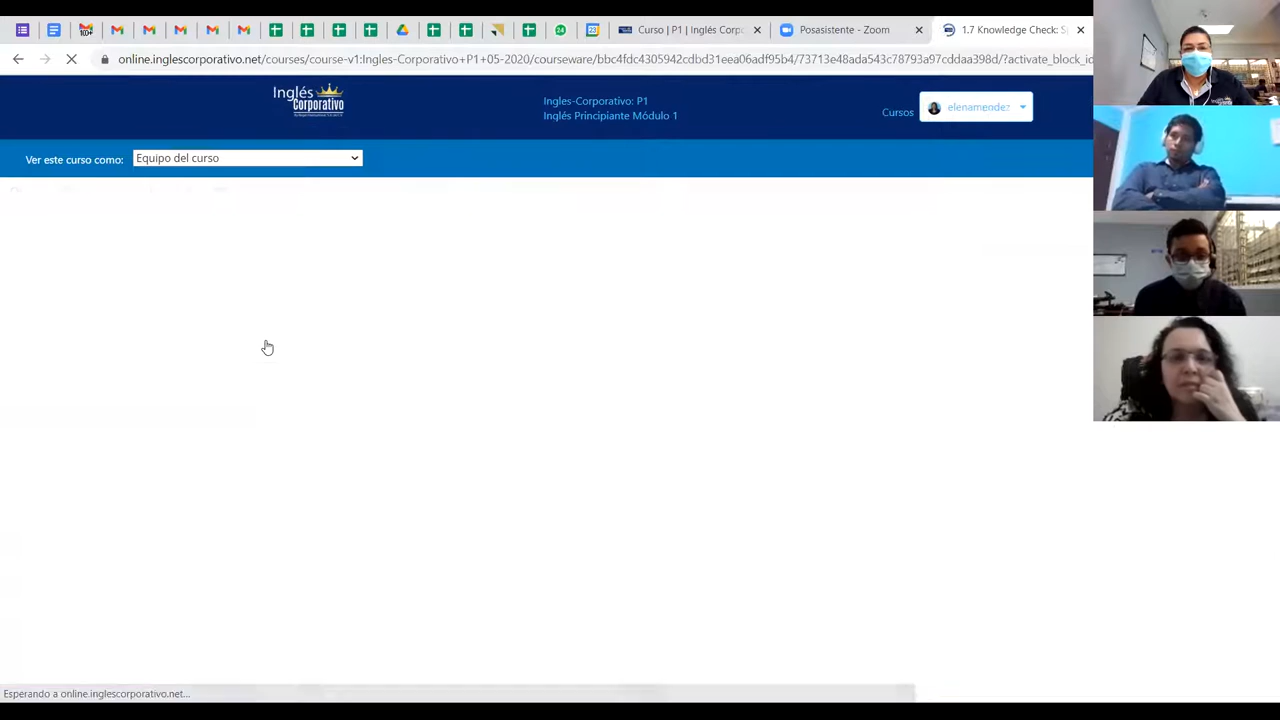 Curso | P1 | Inglés Corp
Posasistente - Zoom
1.7 Knowledge Check: S
online.inglescorporativo.net/courses/course-v1:Ingles-Corporativo+P1+05-2020/courseware/bbc4fdc4305942cdbd31eea06adf95b4/73713e48ada543c78793a97cddaa398d/?activate_block_id
Inglés
Corporativo
Ingles-Corporativo: P1
Inglés Principiante Módulo 1
Cursos
elenamendez
Ver este curso como:
Equipo del curso
Esperando a online.inglescorporativo.net...